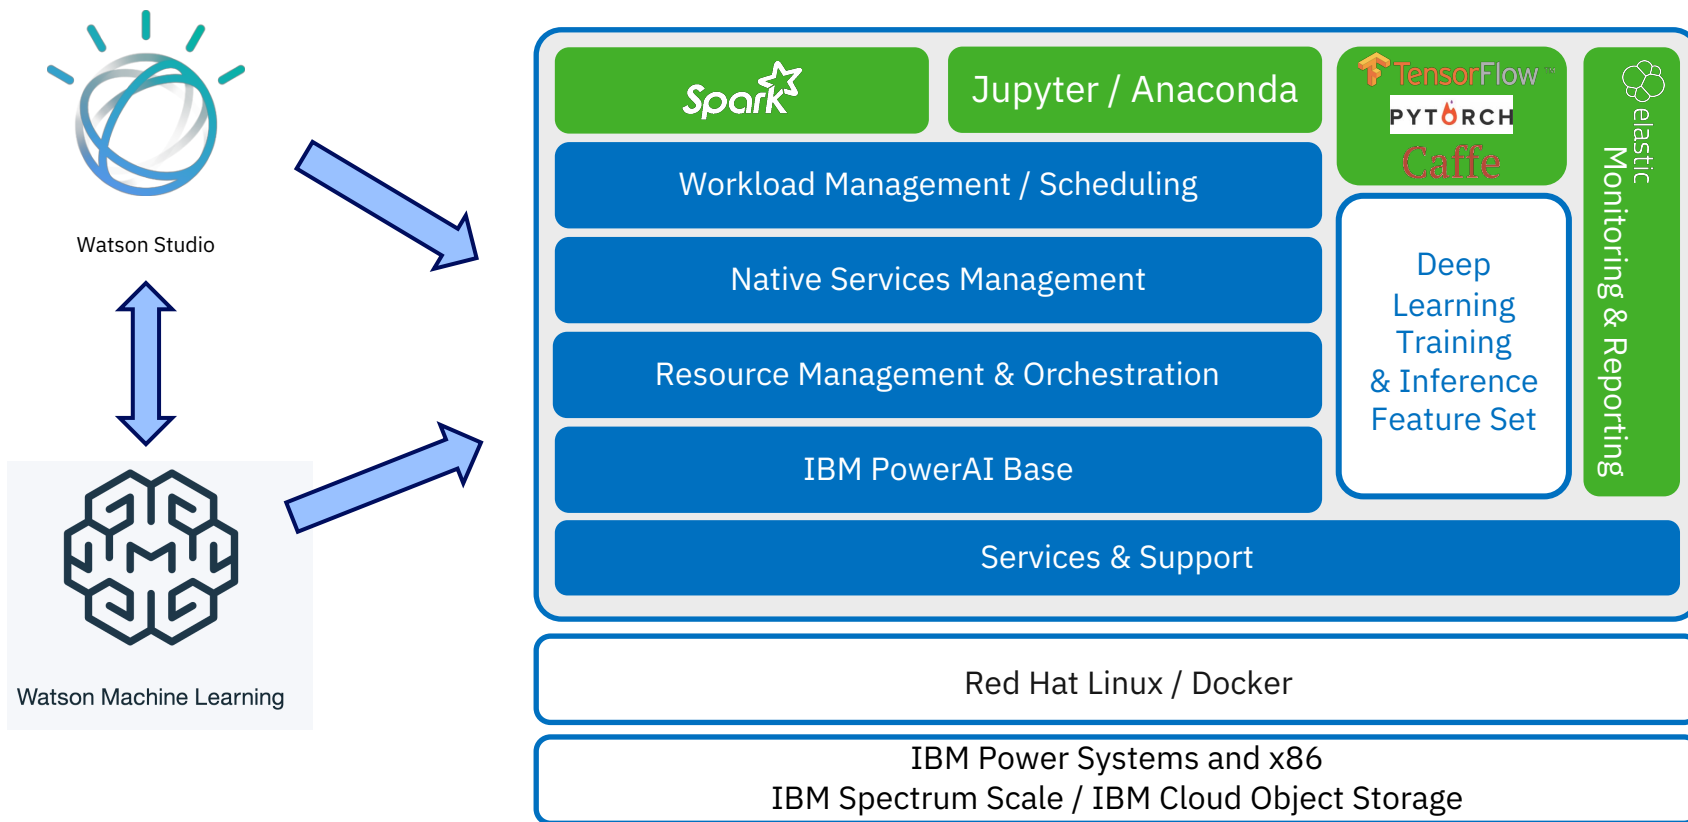 Watson Studio
Watson Machine Learning
Spark
Jupyter / Anaconda
TensorFlow™
PYTORCH
Caffe
elastic
Monitoring & Reporting
Workload Management / Scheduling
Native Services Management
Resource Management & Orchestration
IBM PowerAI Base
Deep
Learning
Training
& Inference
Feature Set
Services & Support
Red Hat Linux / Docker
IBM Power Systems and x86
IBM Spectrum Scale / IBM Cloud Object Storage